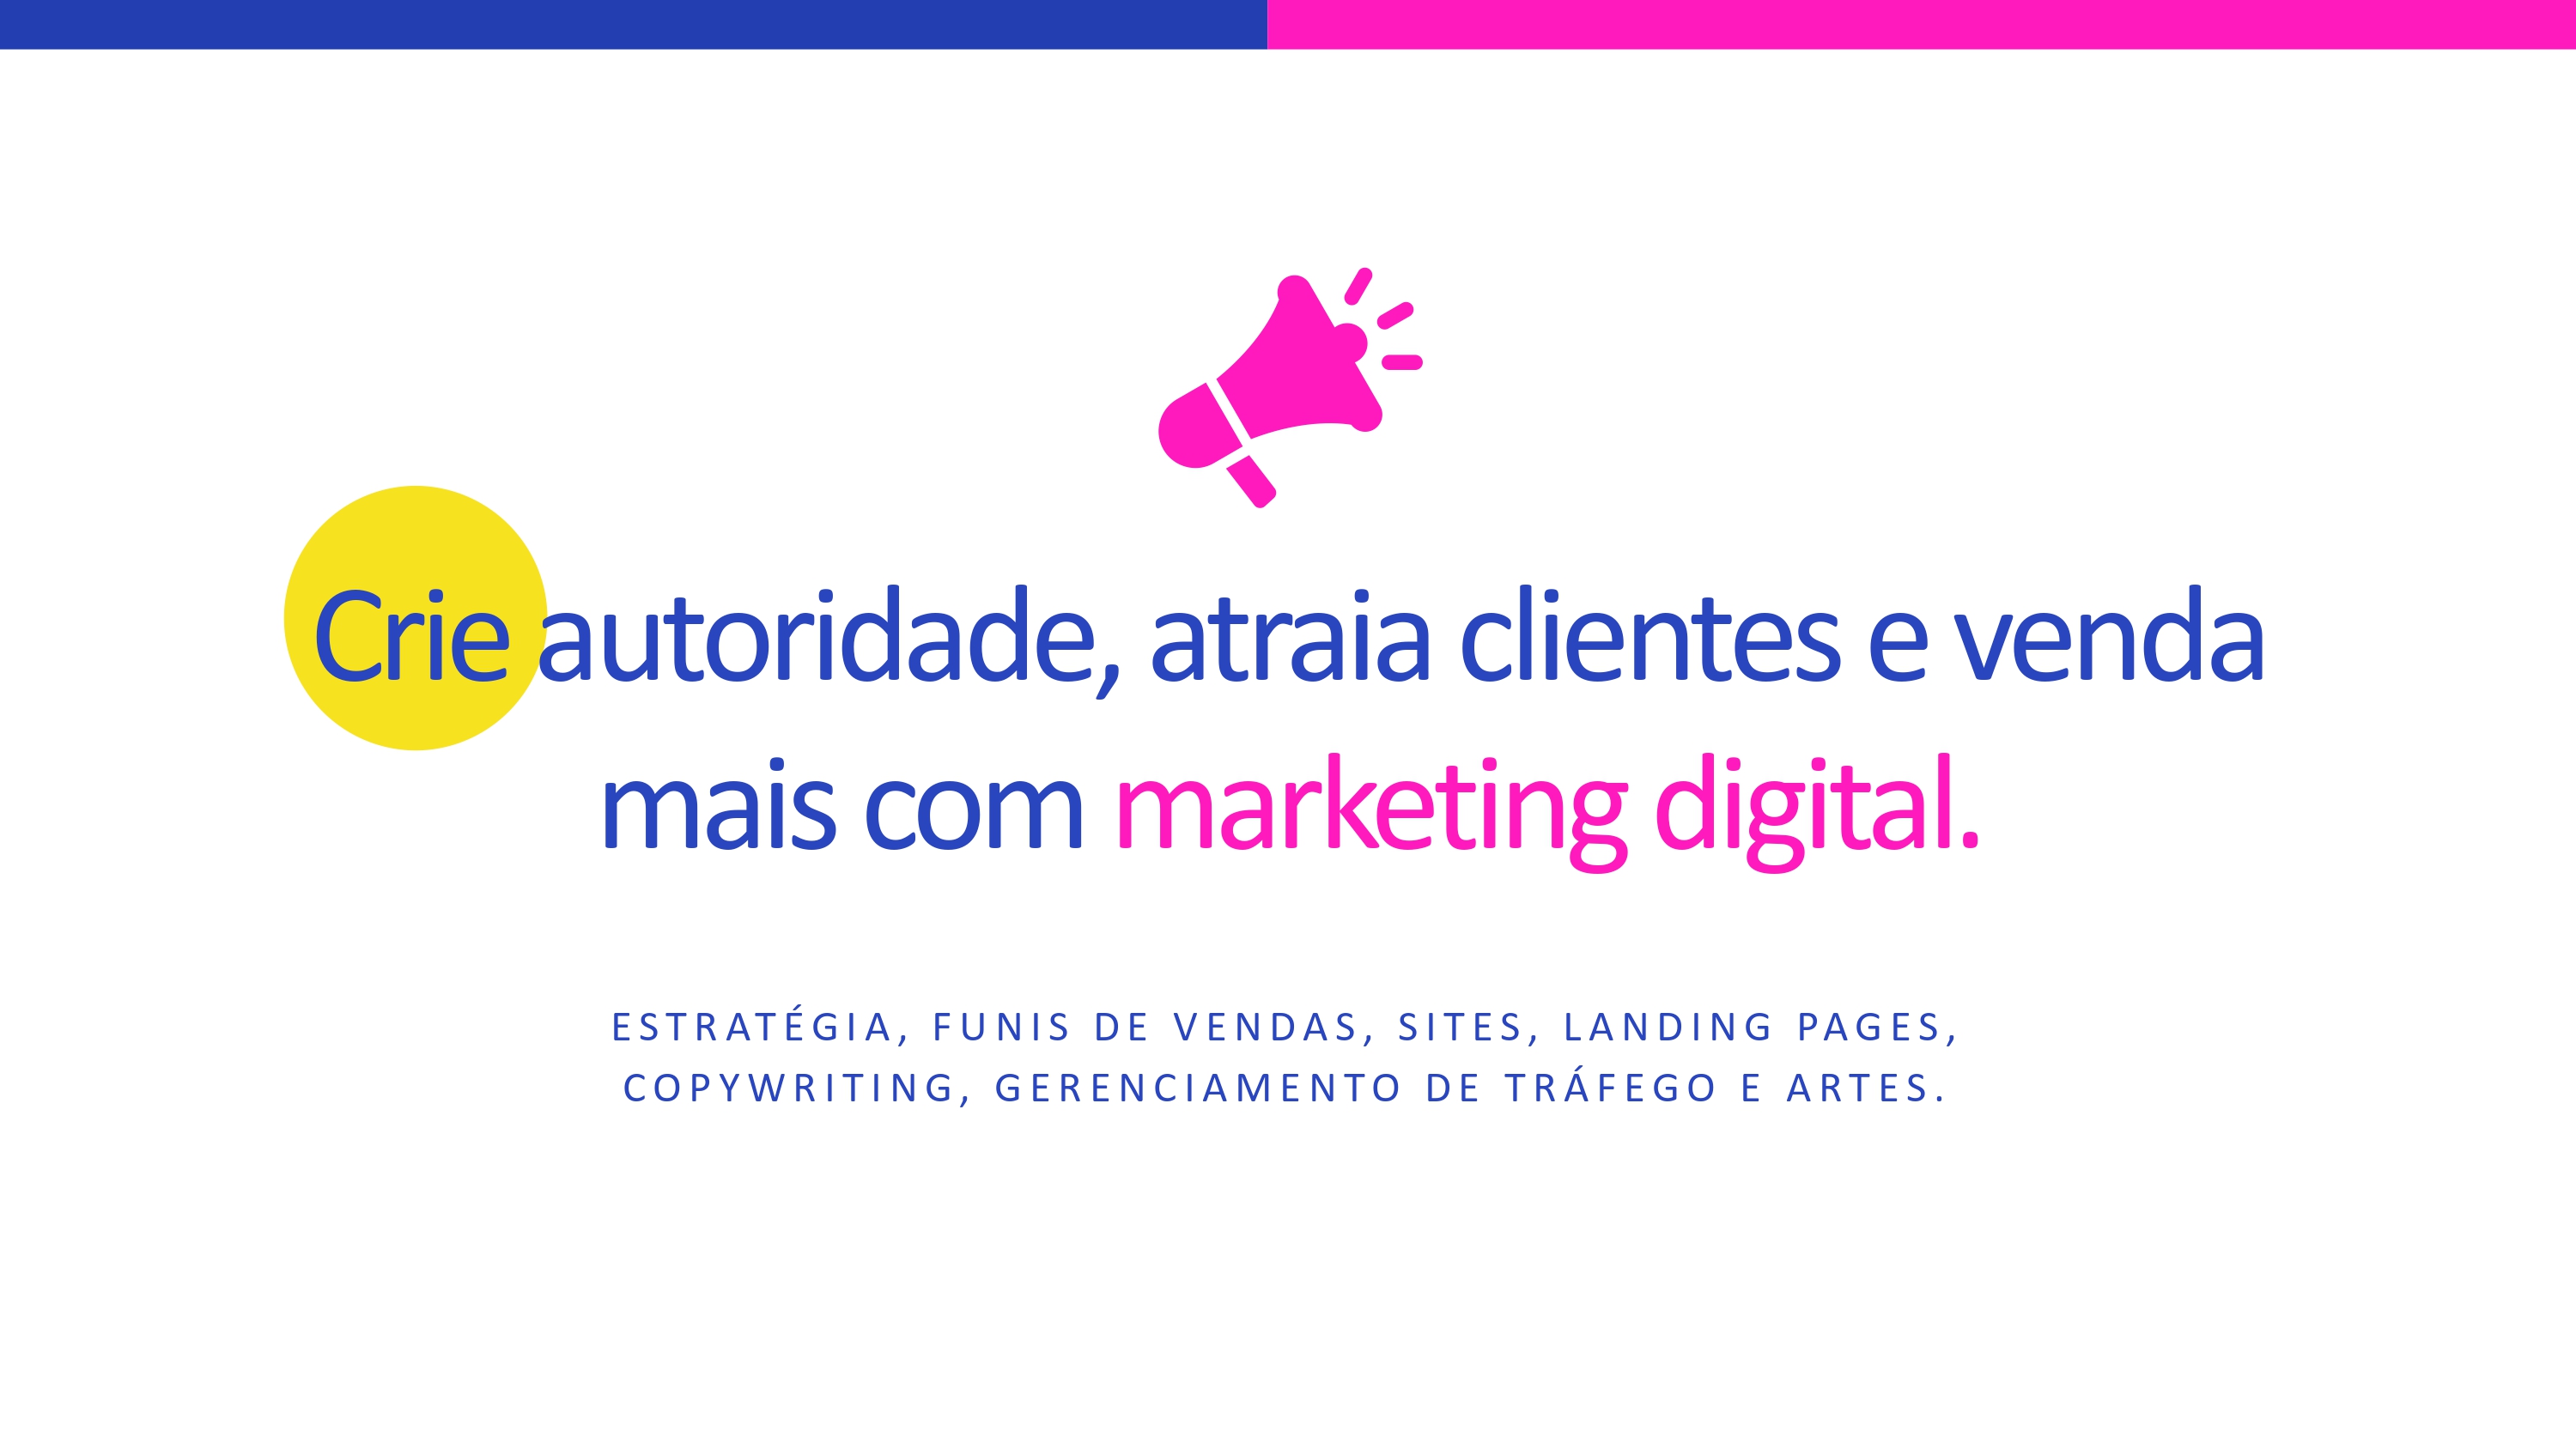 Crie autoridade, atraia clientes e venda
mais com marketing digital.
ESTRATÉGIA, FUNIS DE VENDAS, SITES, LANDING PAGES,
COPYWRITING, GERENCIAMENTO DE TRÁFEGO E ARTES.